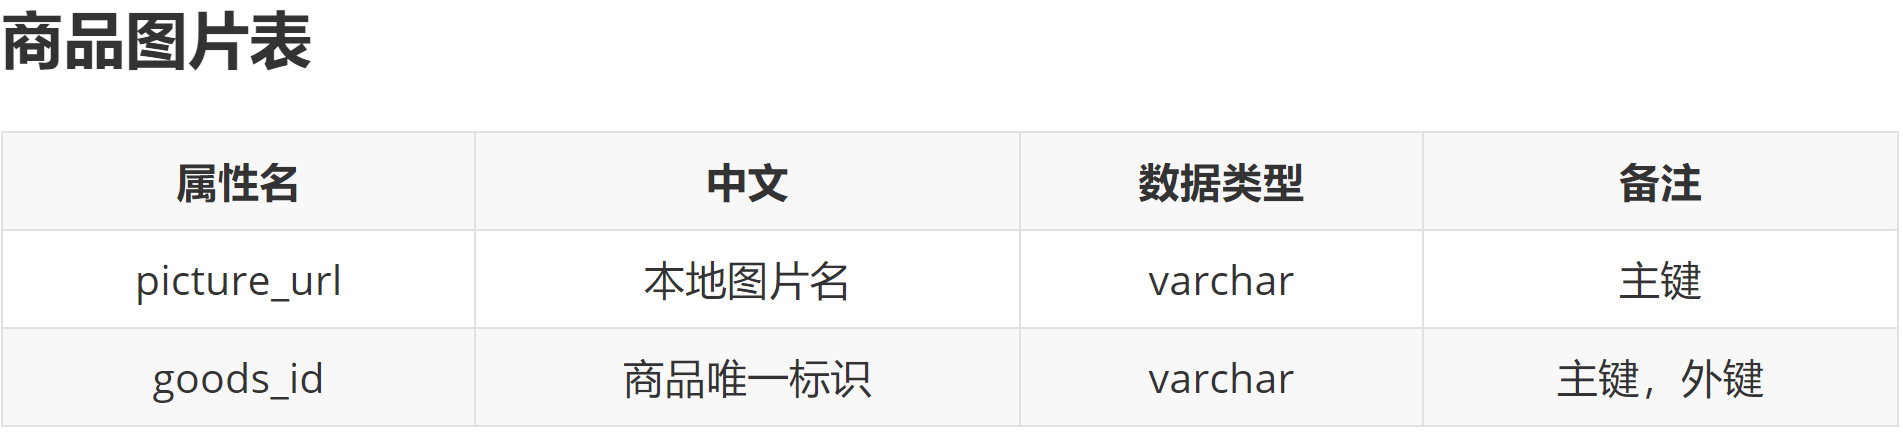 商品图片表
属性名 中文 数据类型 备注
picture_url 本地图片名 varchar 主键
goods_id 商品唯一标识 varchar 主键，外键